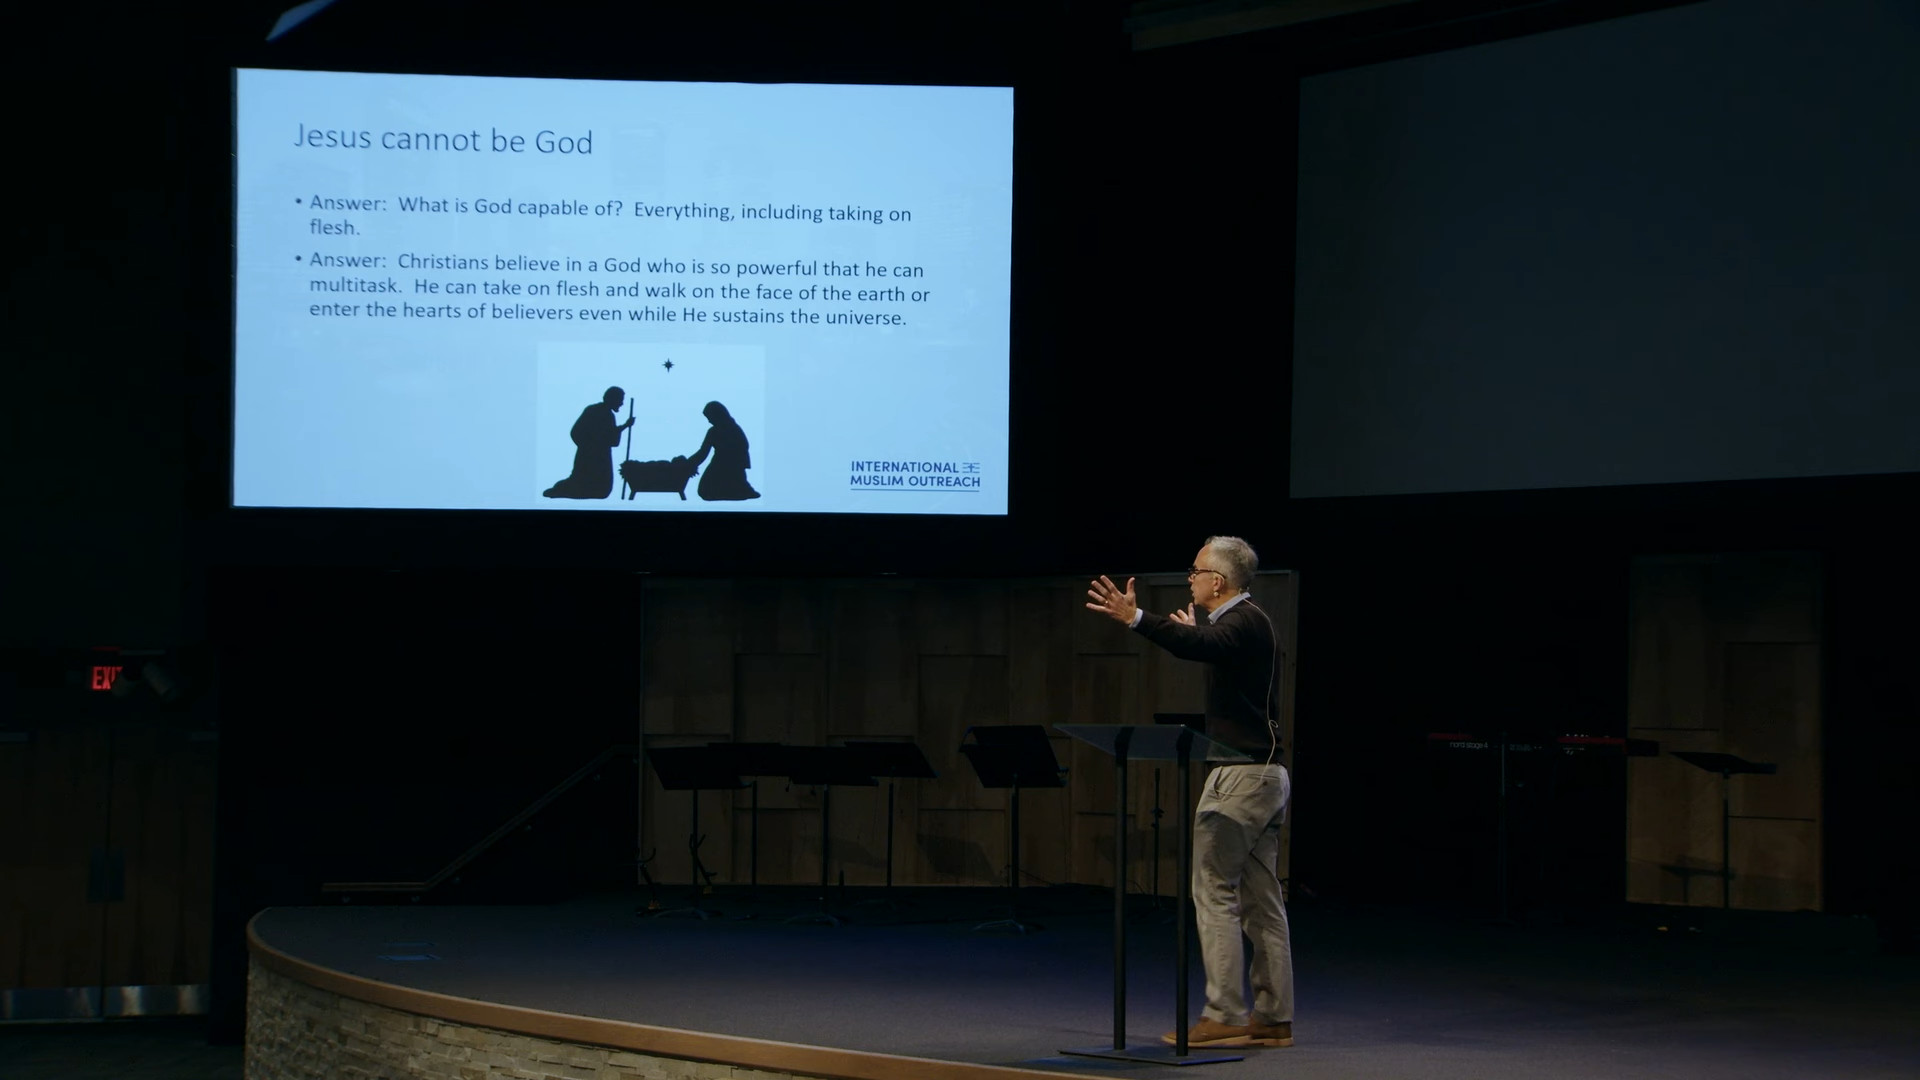 Jesus cannot be God
• Answer:  What is God capable of?  Everything, including taking on
flesh.
• Answer:  Christians believe in a God who is so powerful that he can
multitask.  He can take on flesh and walk on the face of the earth or
enter the hearts of believers even while He sustains the universe.
INTERNATIONAL
MUSLIM OUTREACH
EXIT
nord stage 4